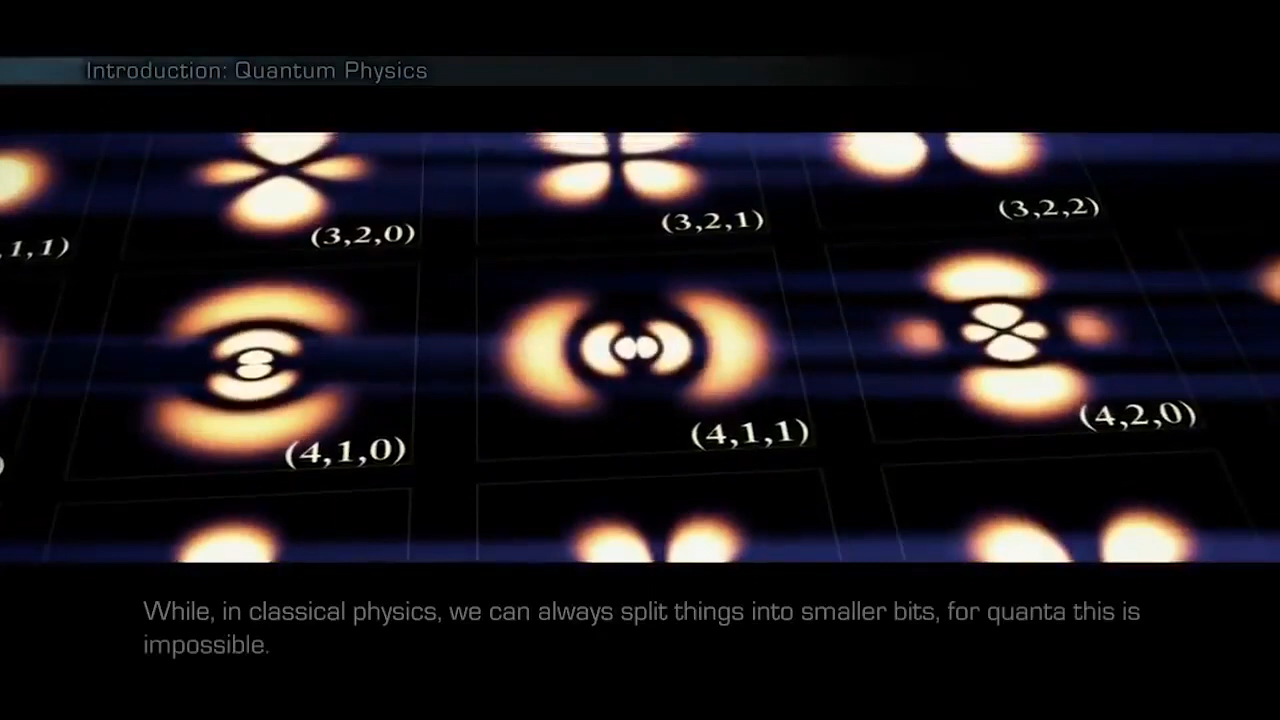 Introduction: Quantum Physics
,1,1)
(3,2,0)
(3,2,1)
(3,2,2)
(4,1,0)
(4,1,1)
(4,2,0)
)
While, in classical physics, we can always split things into smaller bits, for quanta this is
impossible.